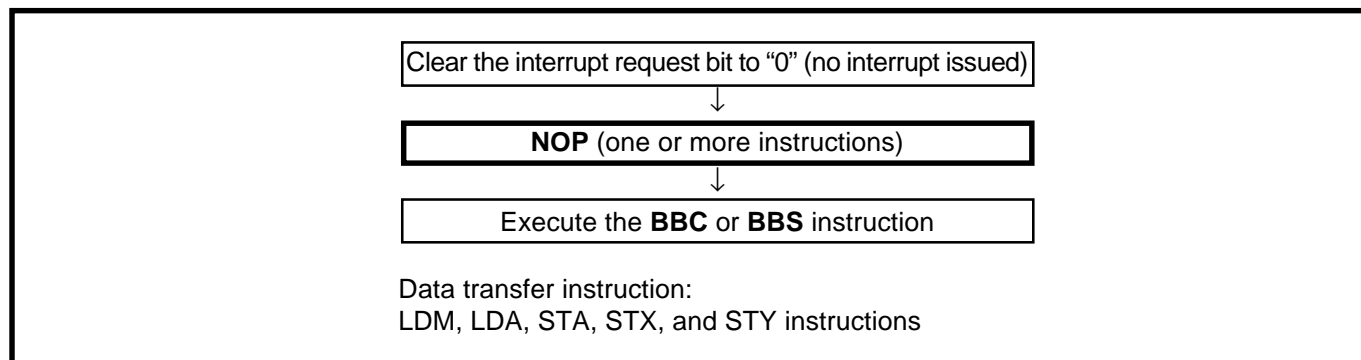 Clear the interrupt request bit to “0” (no interrupt issued)
↓
NOP (one or more instructions)
↓
Execute the BBC or BBS instruction
Data transfer instruction:
LDM, LDA, STA, STX, and STY instructions